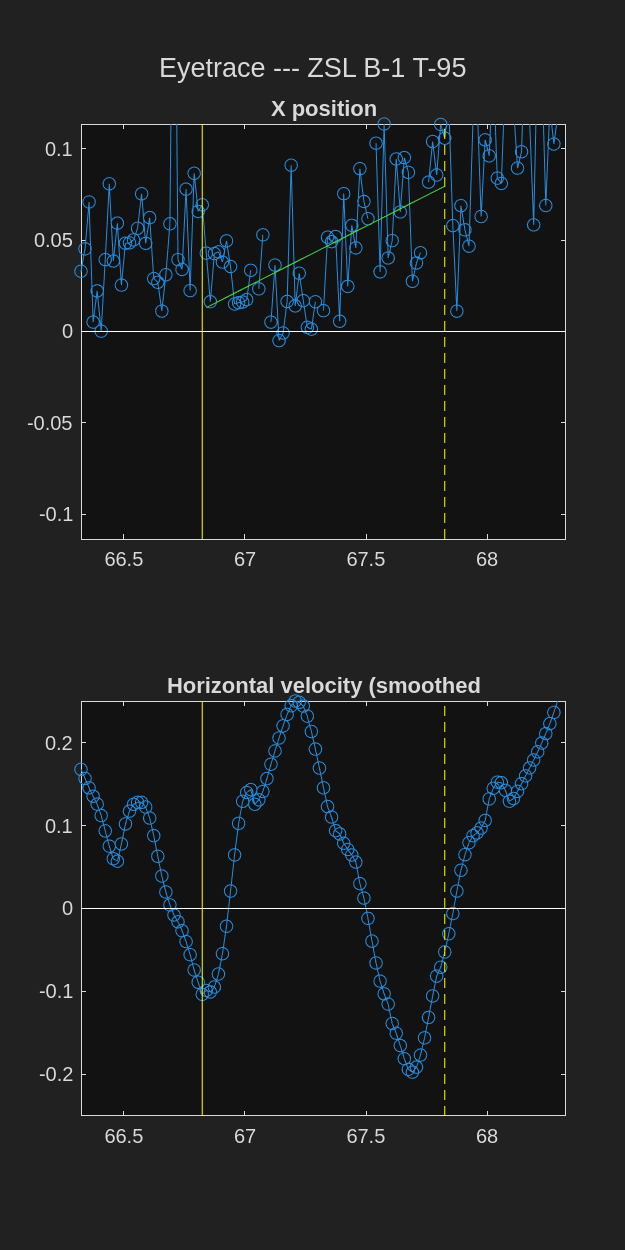 Eyetrace --- ZSL B-1 T-95
X position
0.1
0.05
0
-0.05
-0.1
66.5 67 67.5 68
Horizontal velocity (smoothed
0.2
0.1
0
-0.1
-0.2
66.5 67 67.5 68